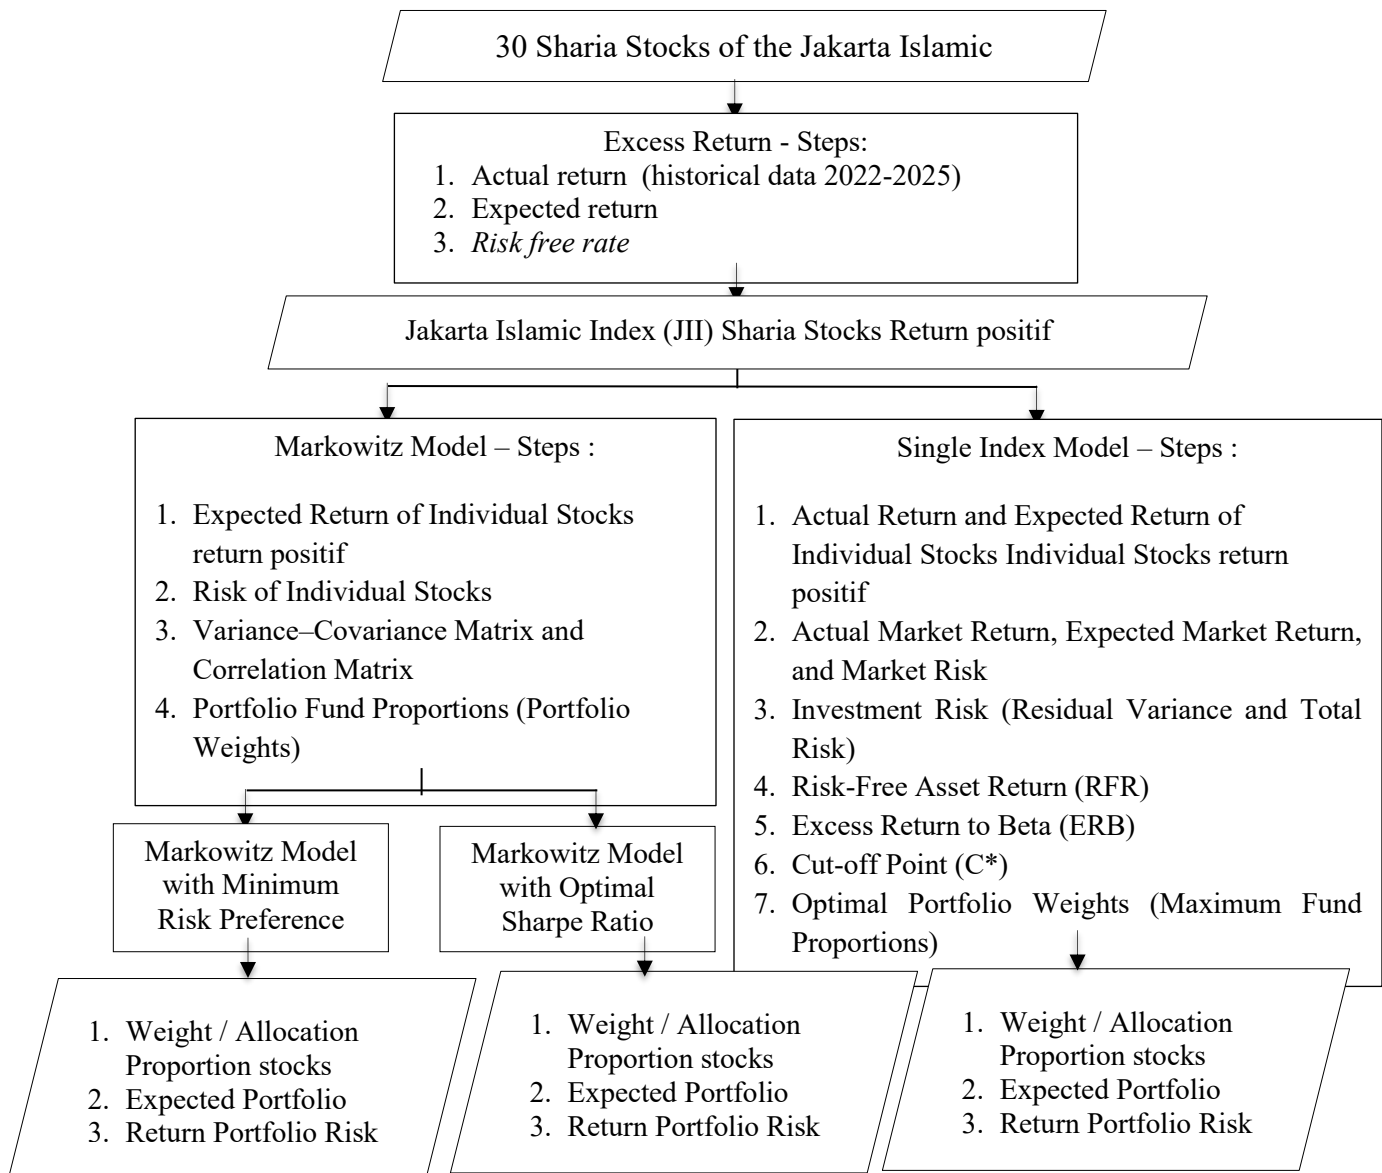 30 Sharia Stocks of the Jakarta Islamic
Excess Return - Steps:
1. Actual return (historical data 2022-2025)
2. Expected return
3. Risk free rate
Jakarta Islamic Index (JII) Sharia Stocks Return positif
Markowitz Model – Steps :
1. Expected Return of Individual Stocks
return positif
2. Risk of Individual Stocks
3. Variance–Covariance Matrix and
Correlation Matrix
4. Portfolio Fund Proportions (Portfolio
Weights)
Single Index Model – Steps :
1. Actual Return and Expected Return of
Individual Stocks Individual Stocks return
positif
2. Actual Market Return, Expected Market Return,
and Market Risk
3. Investment Risk (Residual Variance and Total
Risk)
4. Risk-Free Asset Return (RFR)
5. Excess Return to Beta (ERB)
6. Cut-off Point (C*)
7. Optimal Portfolio Weights (Maximum Fund
Proportions)
Markowitz Model
with Minimum
Risk Preference
Markowitz Model
with Optimal
Sharpe Ratio
1. Weight / Allocation
Proportion stocks
2. Expected Portfolio
3. Return Portfolio Risk
1. Weight / Allocation
Proportion stocks
2. Expected Portfolio
3. Return Portfolio Risk
1. Weight / Allocation
Proportion stocks
2. Expected Portfolio
3. Return Portfolio Risk